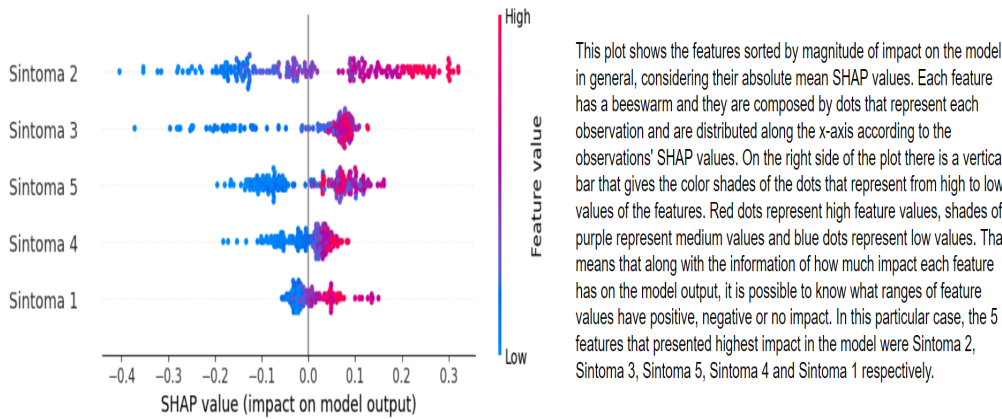 High
Sintoma 2
Sintoma 3
Sintoma 5
Sintoma 4
Sintoma 1
Feature value
Low
−0.4 −0.3 −0.2 −0.1 0.0 0.1 0.2 0.3
SHAP value (impact on model output)
This plot shows the features sorted by magnitude of impact on the model
in general, considering their absolute mean SHAP values. Each feature
has a beeswarm and they are composed by dots that represent each
observation and are distributed along the x-axis according to the
observations' SHAP values. On the right side of the plot there is a vertica
bar that gives the color shades of the dots that represent from high to low
values of the features. Red dots represent high feature values, shades of
purple represent medium values and blue dots represent low values. Tha
means that along with the information of how much impact each feature
has on the model output, it is possible to know what ranges of feature
values have positive, negative or no impact. In this particular case, the 5
features that presented highest impact in the model were Sintoma 2,
Sintoma 3, Sintoma 5, Sintoma 4 and Sintoma 1 respectively.